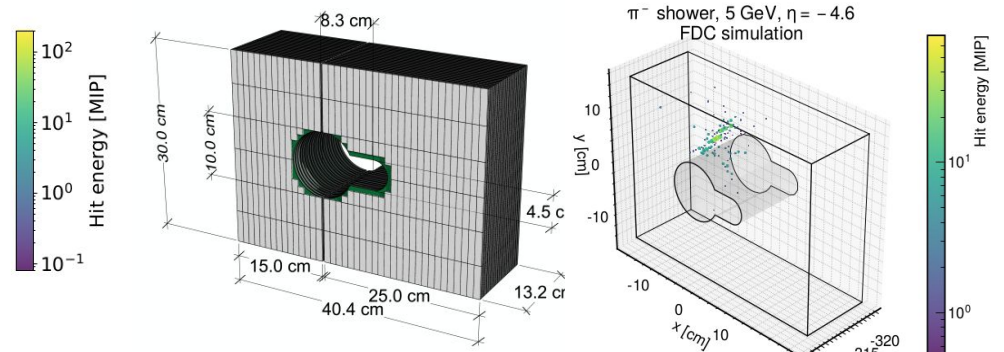 10²
10¹
10⁰
10⁻¹
Hit energy [MIP]
8.3 cm
30.0 cm
10.0 cm
4.5 c
15.0 cm
25.0 cm
40.4 cm
13.2 cr
π⁻ shower, 5 GeV, η = −4.6
FDC simulation
10
0
-10
y [cm]
-10
0
10
x [cm]
-320
10¹
10⁰
Hit energy [MIP]